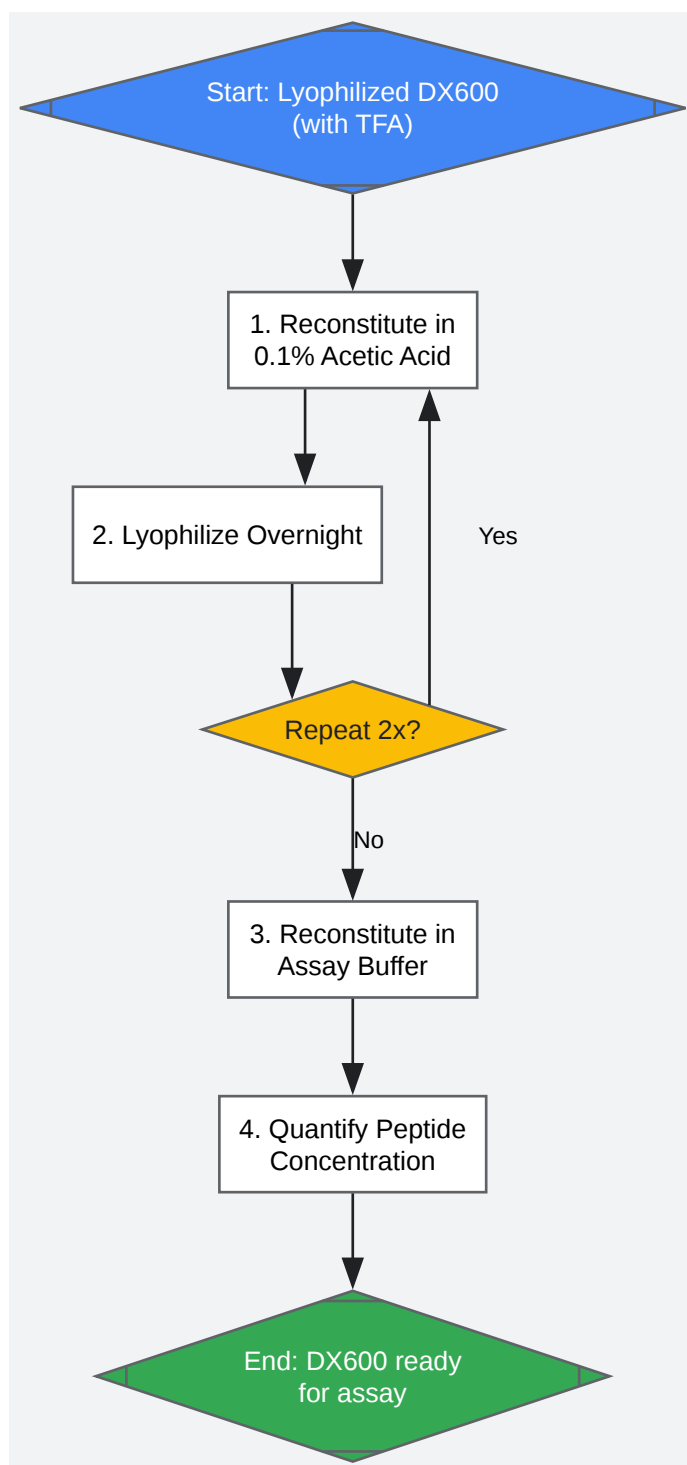 Start: Lyophilized DX600
(with TFA)
1. Reconstitute in
0.1% Acetic Acid
2. Lyophilize Overnight
Yes
Repeat 2x?
No
3. Reconstitute in
Assay Buffer
4. Quantify Peptide
Concentration
End: DX600 ready
for assay